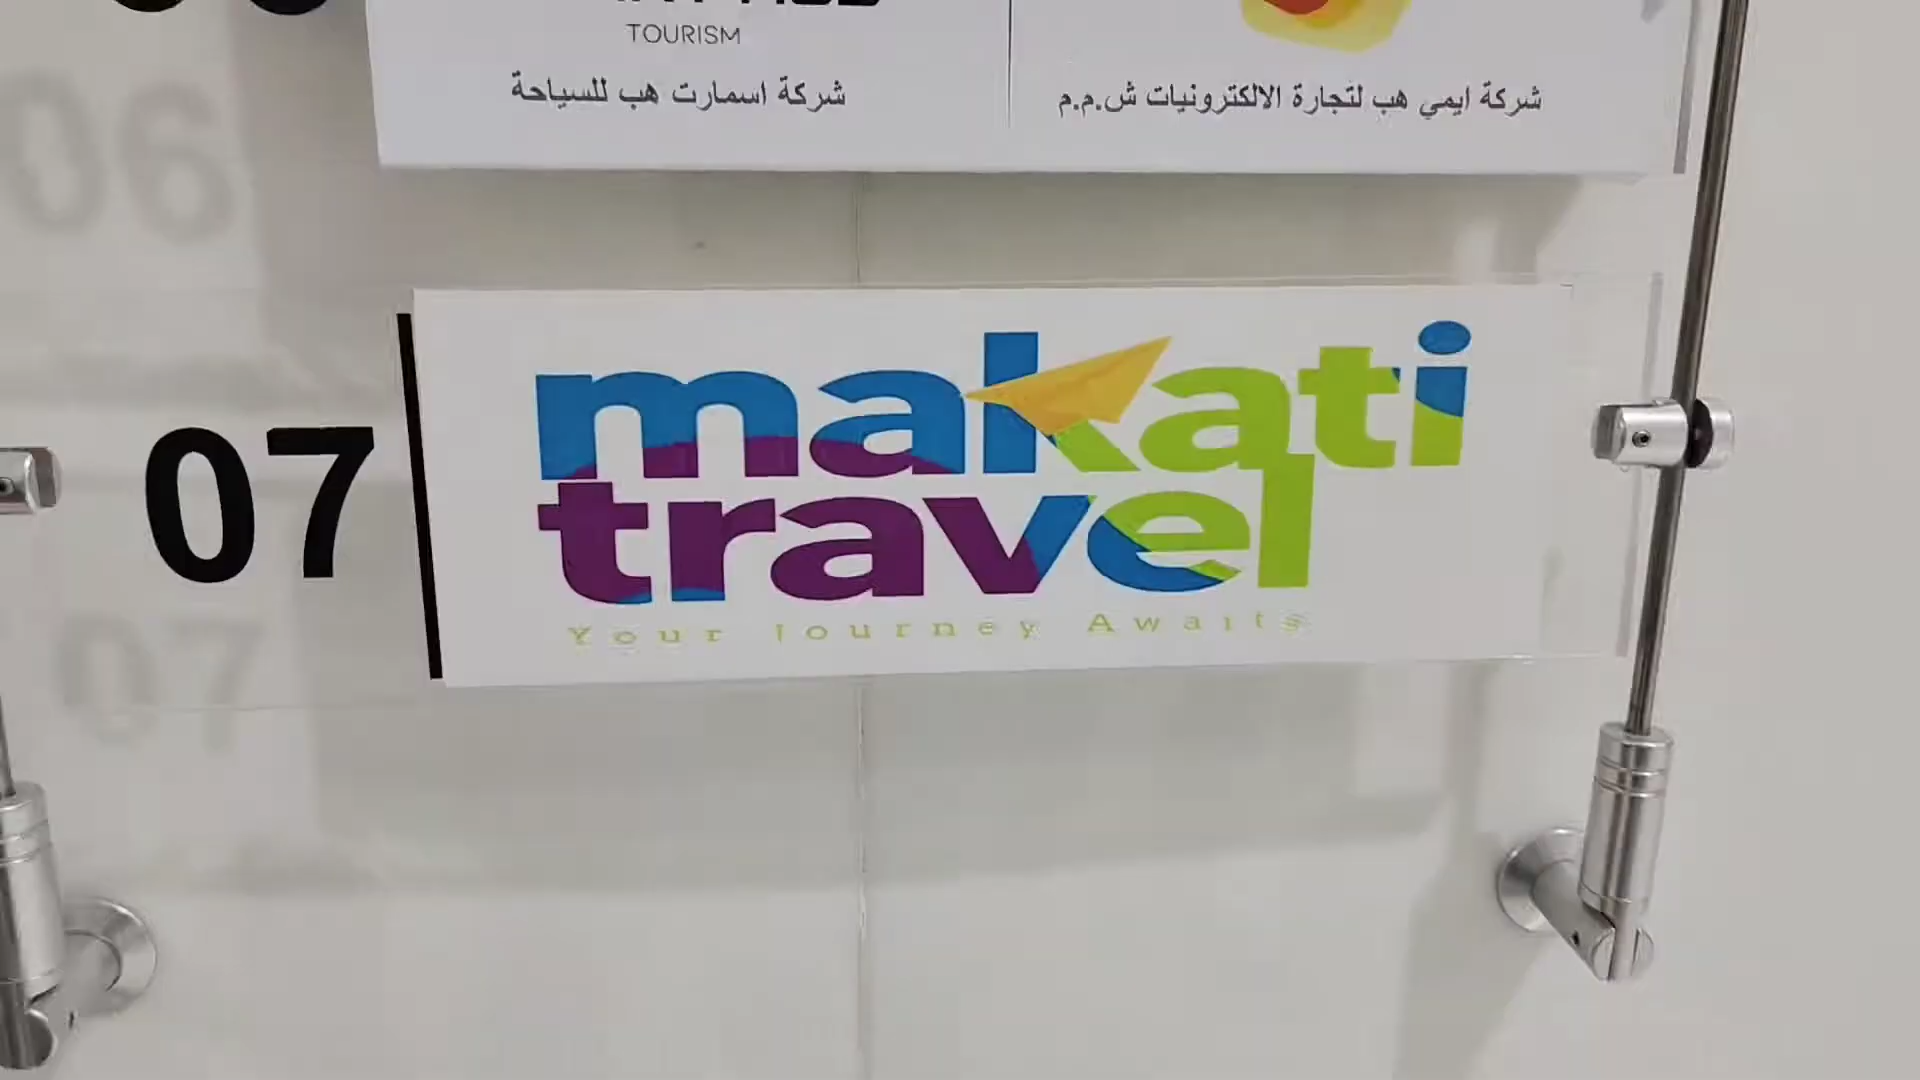 TOURISM
شركة اسمارت هب للسياحة
شركة ايمي هب لتجارة الالكترونيات ش.م.م
07
makati
travel
Your Journey Awaits